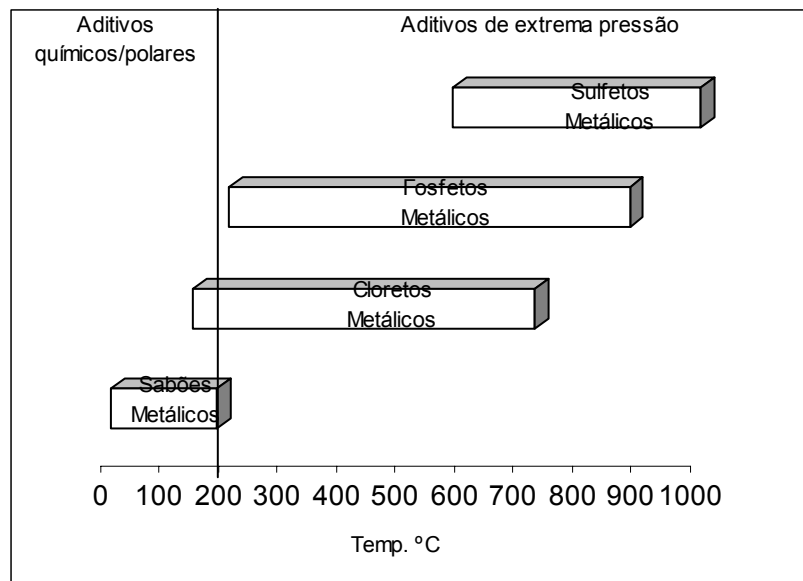 Aditivos
químicos/polares
Aditivos de extrema pressão
Sulfetos
Metálicos
Fosfetos
Metálicos
Cloretos
Metálicos
Sabões
Metálicos
0 100 200 300 400 500 600 700 800 900 1000
Temp. ºC